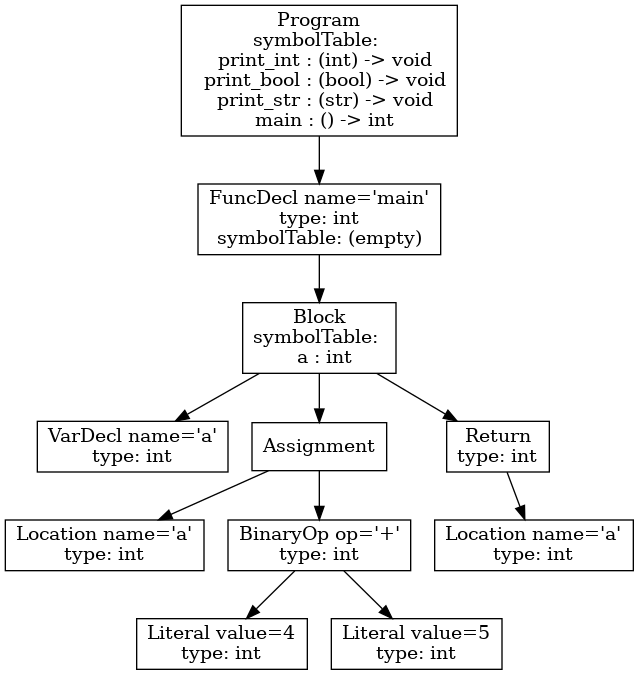 Program
symbolTable:
print_int : (int) -> void
print_bool : (bool) -> void
print_str : (str) -> void
main : () -> int
FuncDecl name='main'
type: int
symbolTable: (empty)
Block
symbolTable:
a : int
VarDecl name='a'
type: int
Assignment
Return
type: int
Location name='a'
type: int
BinaryOp op='+'
type: int
Location name='a'
type: int
Literal value=4
type: int
Literal value=5
type: int